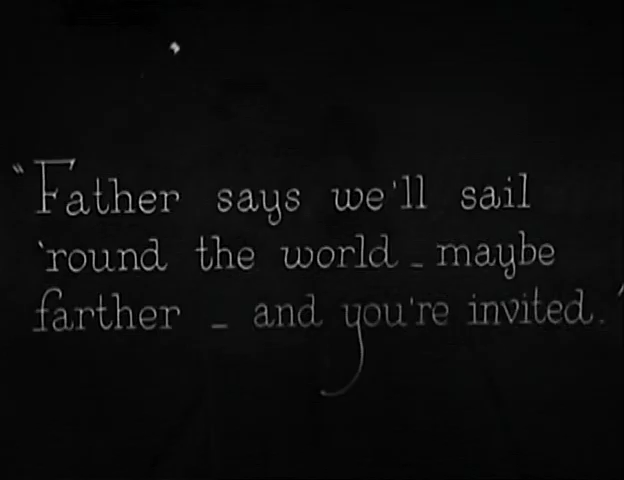 "Father says we'll sail
'round the world - maybe
farther - and you're invited."